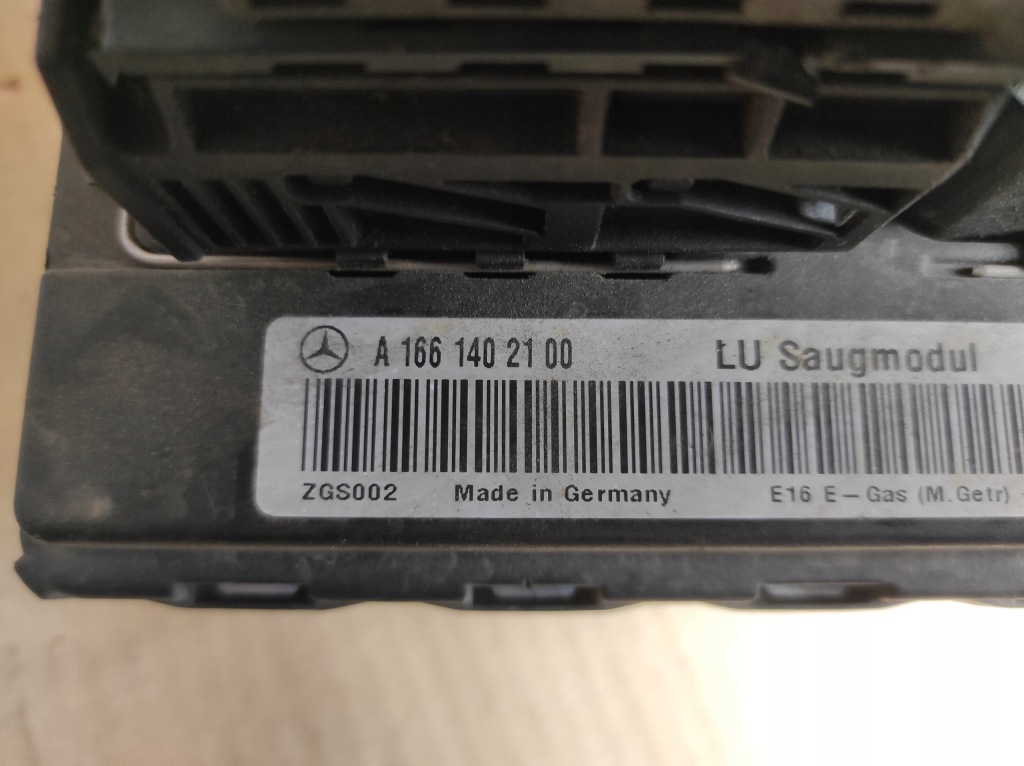 A 166 140 21 00 LU Saugmodul
ZGS002 Made in Germany E16 E-Gas (M.Getr)